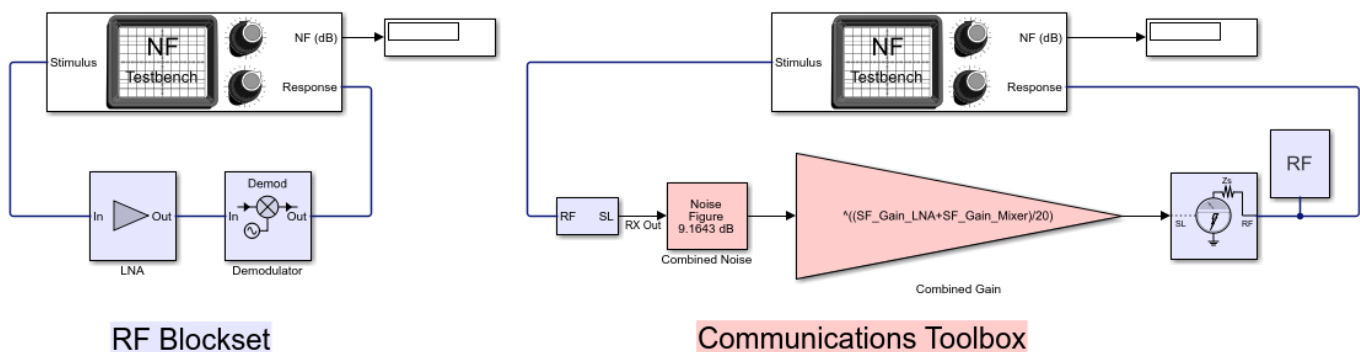 NF
Testbench
Stimulus
NF (dB)
Response
In
Out
LNA
Demod
In
Out
Demodulator
RF Blockset
NF
Testbench
Stimulus
NF (dB)
Response
RF
SL
RX Out
Noise
Figure
9.1643 dB
Combined Noise
^((SF_Gain_LNA+SF_Gain_Mixer)/20)
Combined Gain
Zs
SL
RF
RF
Communications Toolbox